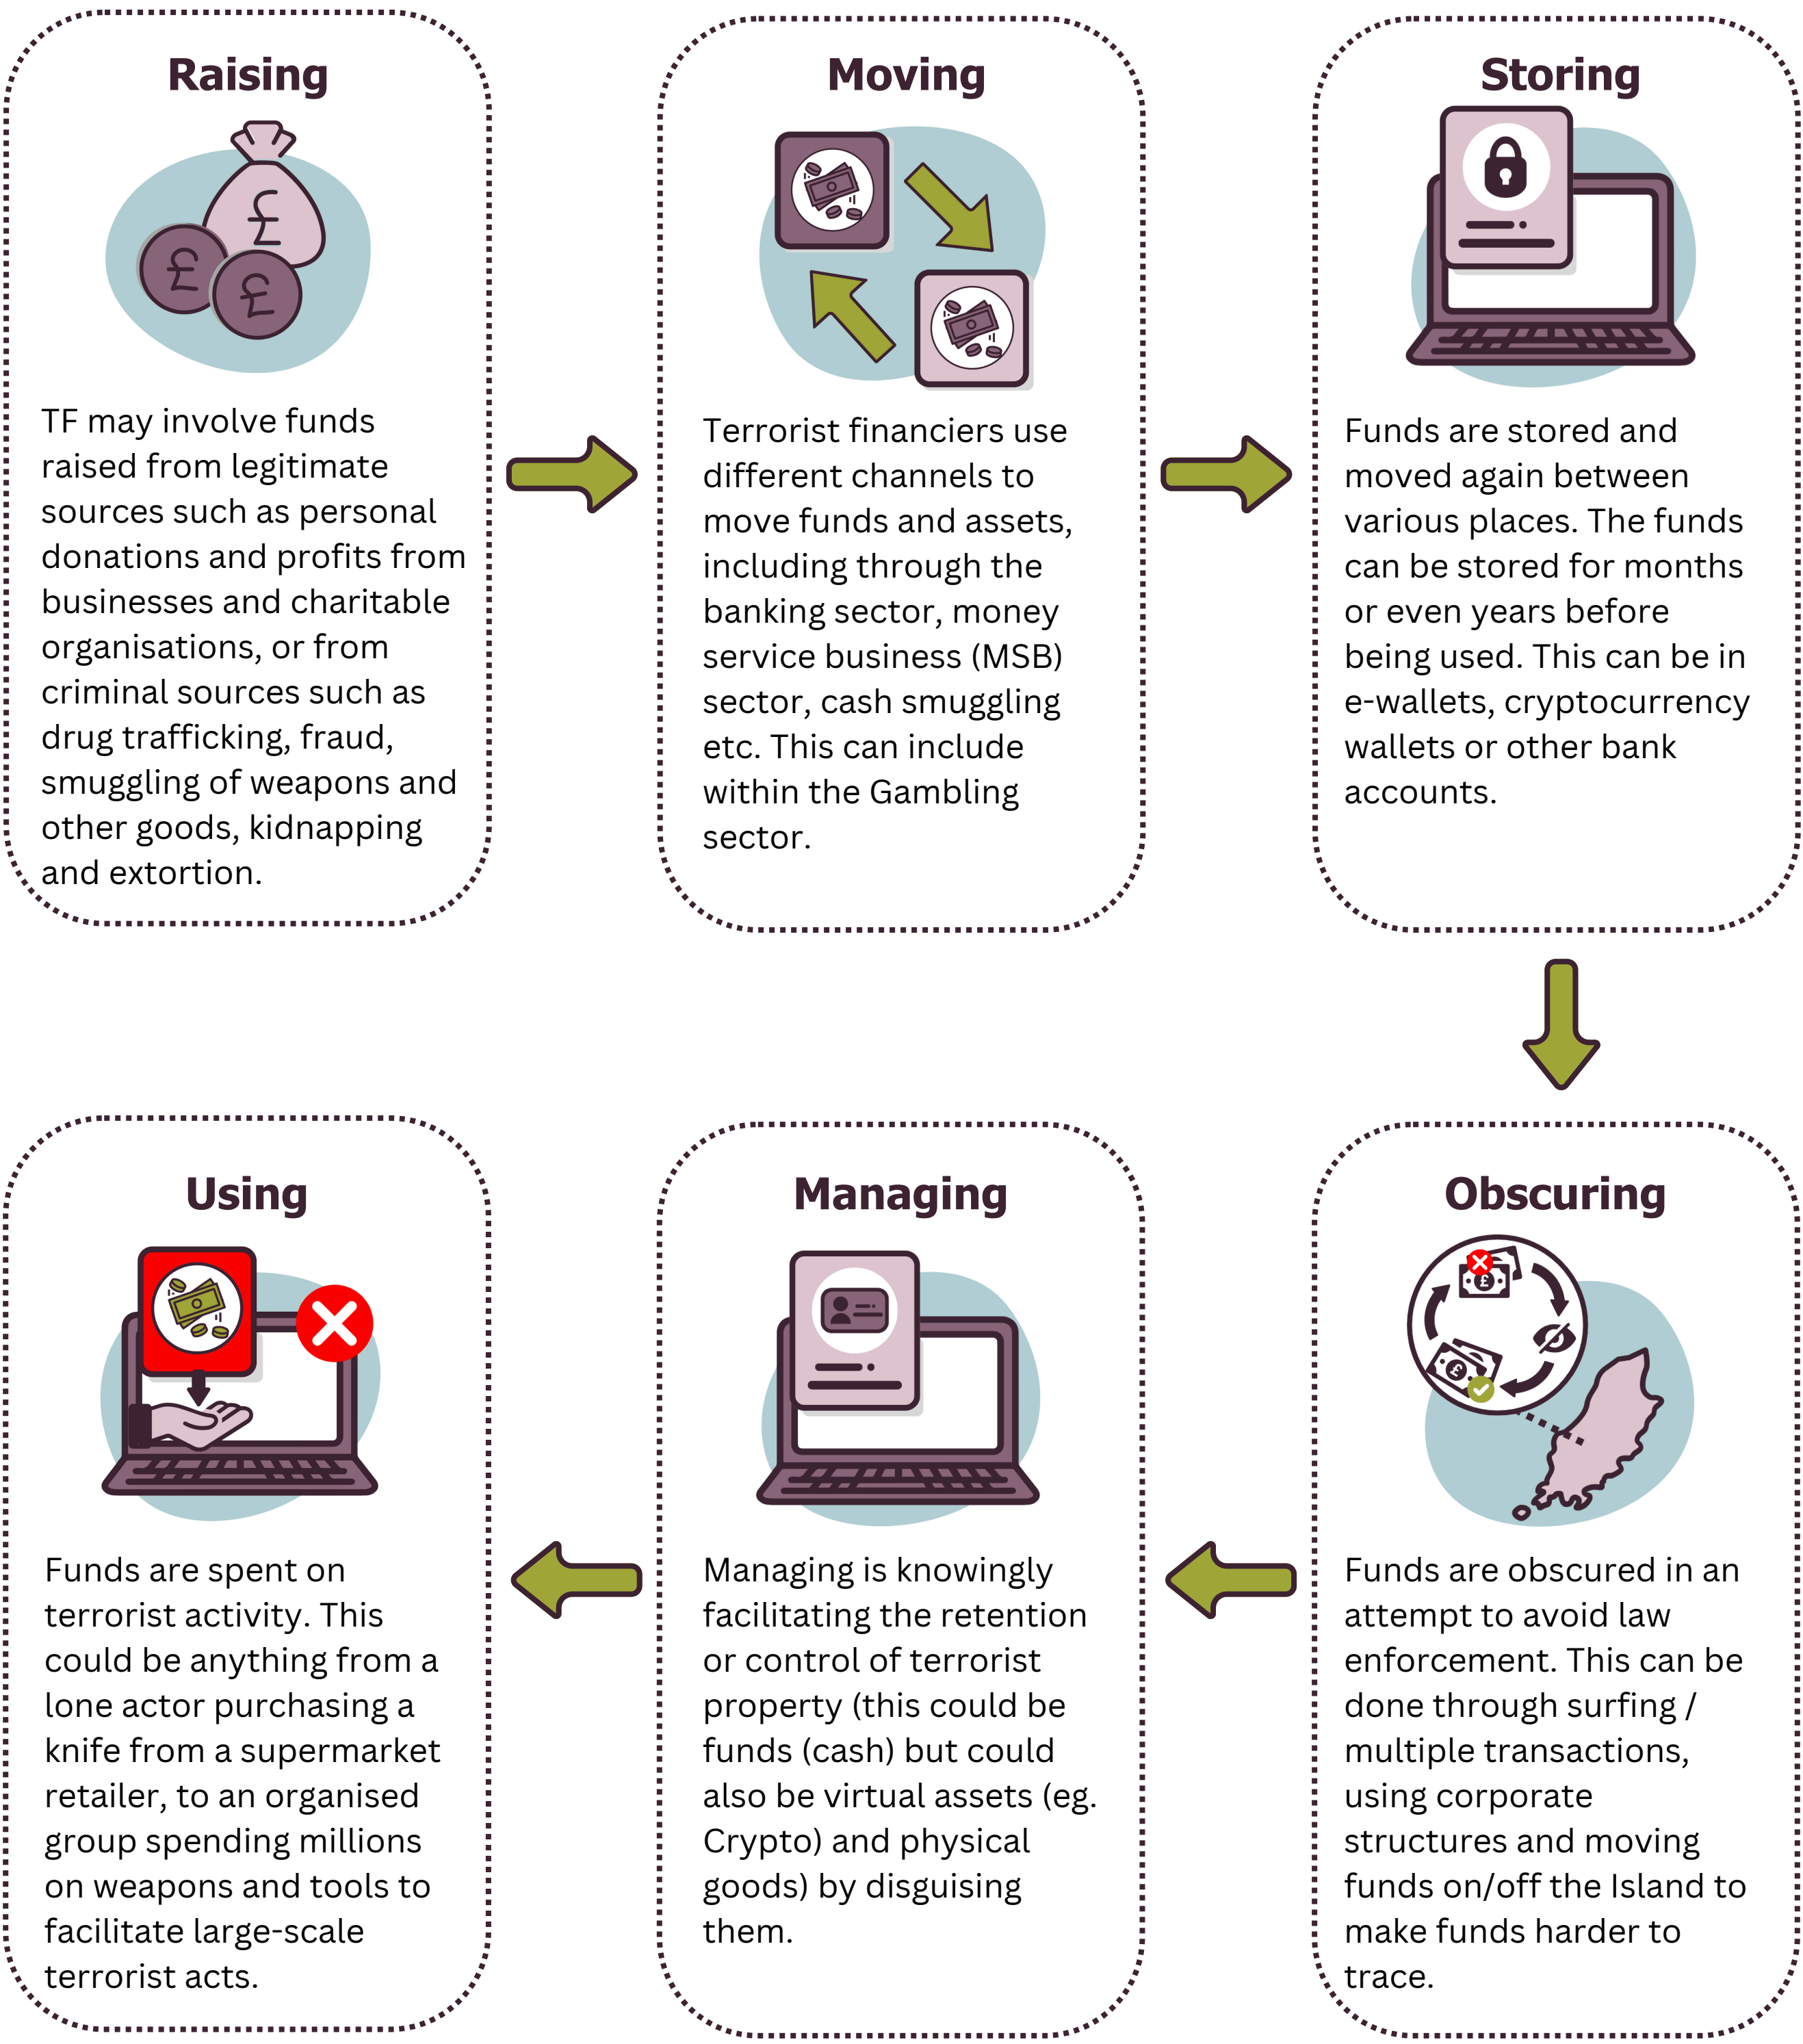 Raising
TF may involve funds
raised from legitimate
sources such as personal
donations and profits from
businesses and charitable
organisations, or from
criminal sources such as
drug trafficking, fraud,
smuggling of weapons and
other goods, kidnapping
and extortion.
Moving
Terrorist financiers use
different channels to
move funds and assets,
including through the
banking sector, money
service business (MSB)
sector, cash smuggling
etc. This can include
within the Gambling
sector.
Storing
Funds are stored and
moved again between
various places. The funds
can be stored for months
or even years before
being used. This can be in
e-wallets, cryptocurrency
wallets or other bank
accounts.
Obscuring
Funds are obscured in an
attempt to avoid law
enforcement. This can be
done through surfing /
multiple transactions,
using corporate
structures and moving
funds on/off the Island to
make funds harder to
trace.
Managing
Managing is knowingly
facilitating the retention
or control of terrorist
property (this could be
funds (cash) but could
also be virtual assets (eg.
Crypto) and physical
goods) by disguising
them.
Using
Funds are spent on
terrorist activity. This
could be anything from a
lone actor purchasing a
knife from a supermarket
retailer, to an organised
group spending millions
on weapons and tools to
facilitate large-scale
terrorist acts.